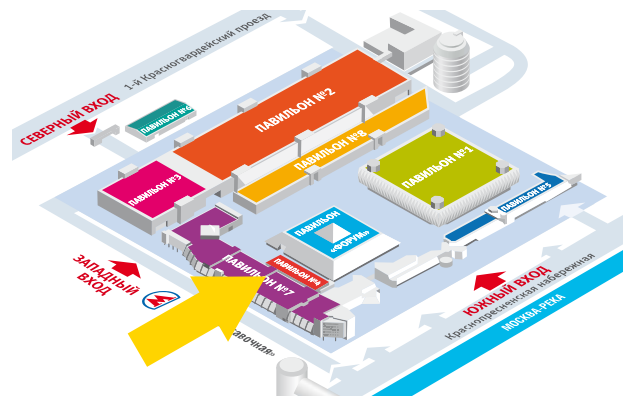 1-й Красногвардейский проезд
СЕВЕРНЫЙ ВХОД
ПАВИЛЬОН №6
ПАВИЛЬОН №2
ПАВИЛЬОН №8
ПАВИЛЬОН №1
ПАВИЛЬОН №3
ПАВИЛЬОН №5
ПАВИЛЬОН
«ФОРУМ»
ПАВИЛЬОН №4
ПАВИЛЬОН №7
ЗАПАДНЫЙ
ВХОД
М
ЮЖНЫЙ ВХОД
Краснопресненская набережная
МОСКВА-РЕКА